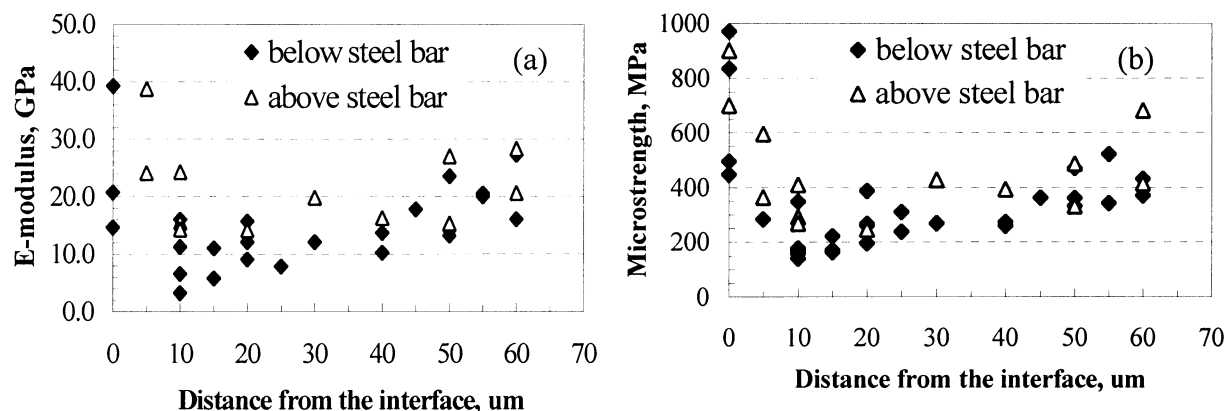 E-modulus, GPa
50.0
40.0
30.0
20.0
10.0
0.0
◆ below steel bar
△ above steel bar
(a)
0 10 20 30 40 50 60 70
Distance from the interface, um
Microstrength, MPa
1000
800
600
400
200
0
◆ below steel bar
△ above steel bar
(b)
0 10 20 30 40 50 60 70
Distance from the interface, um